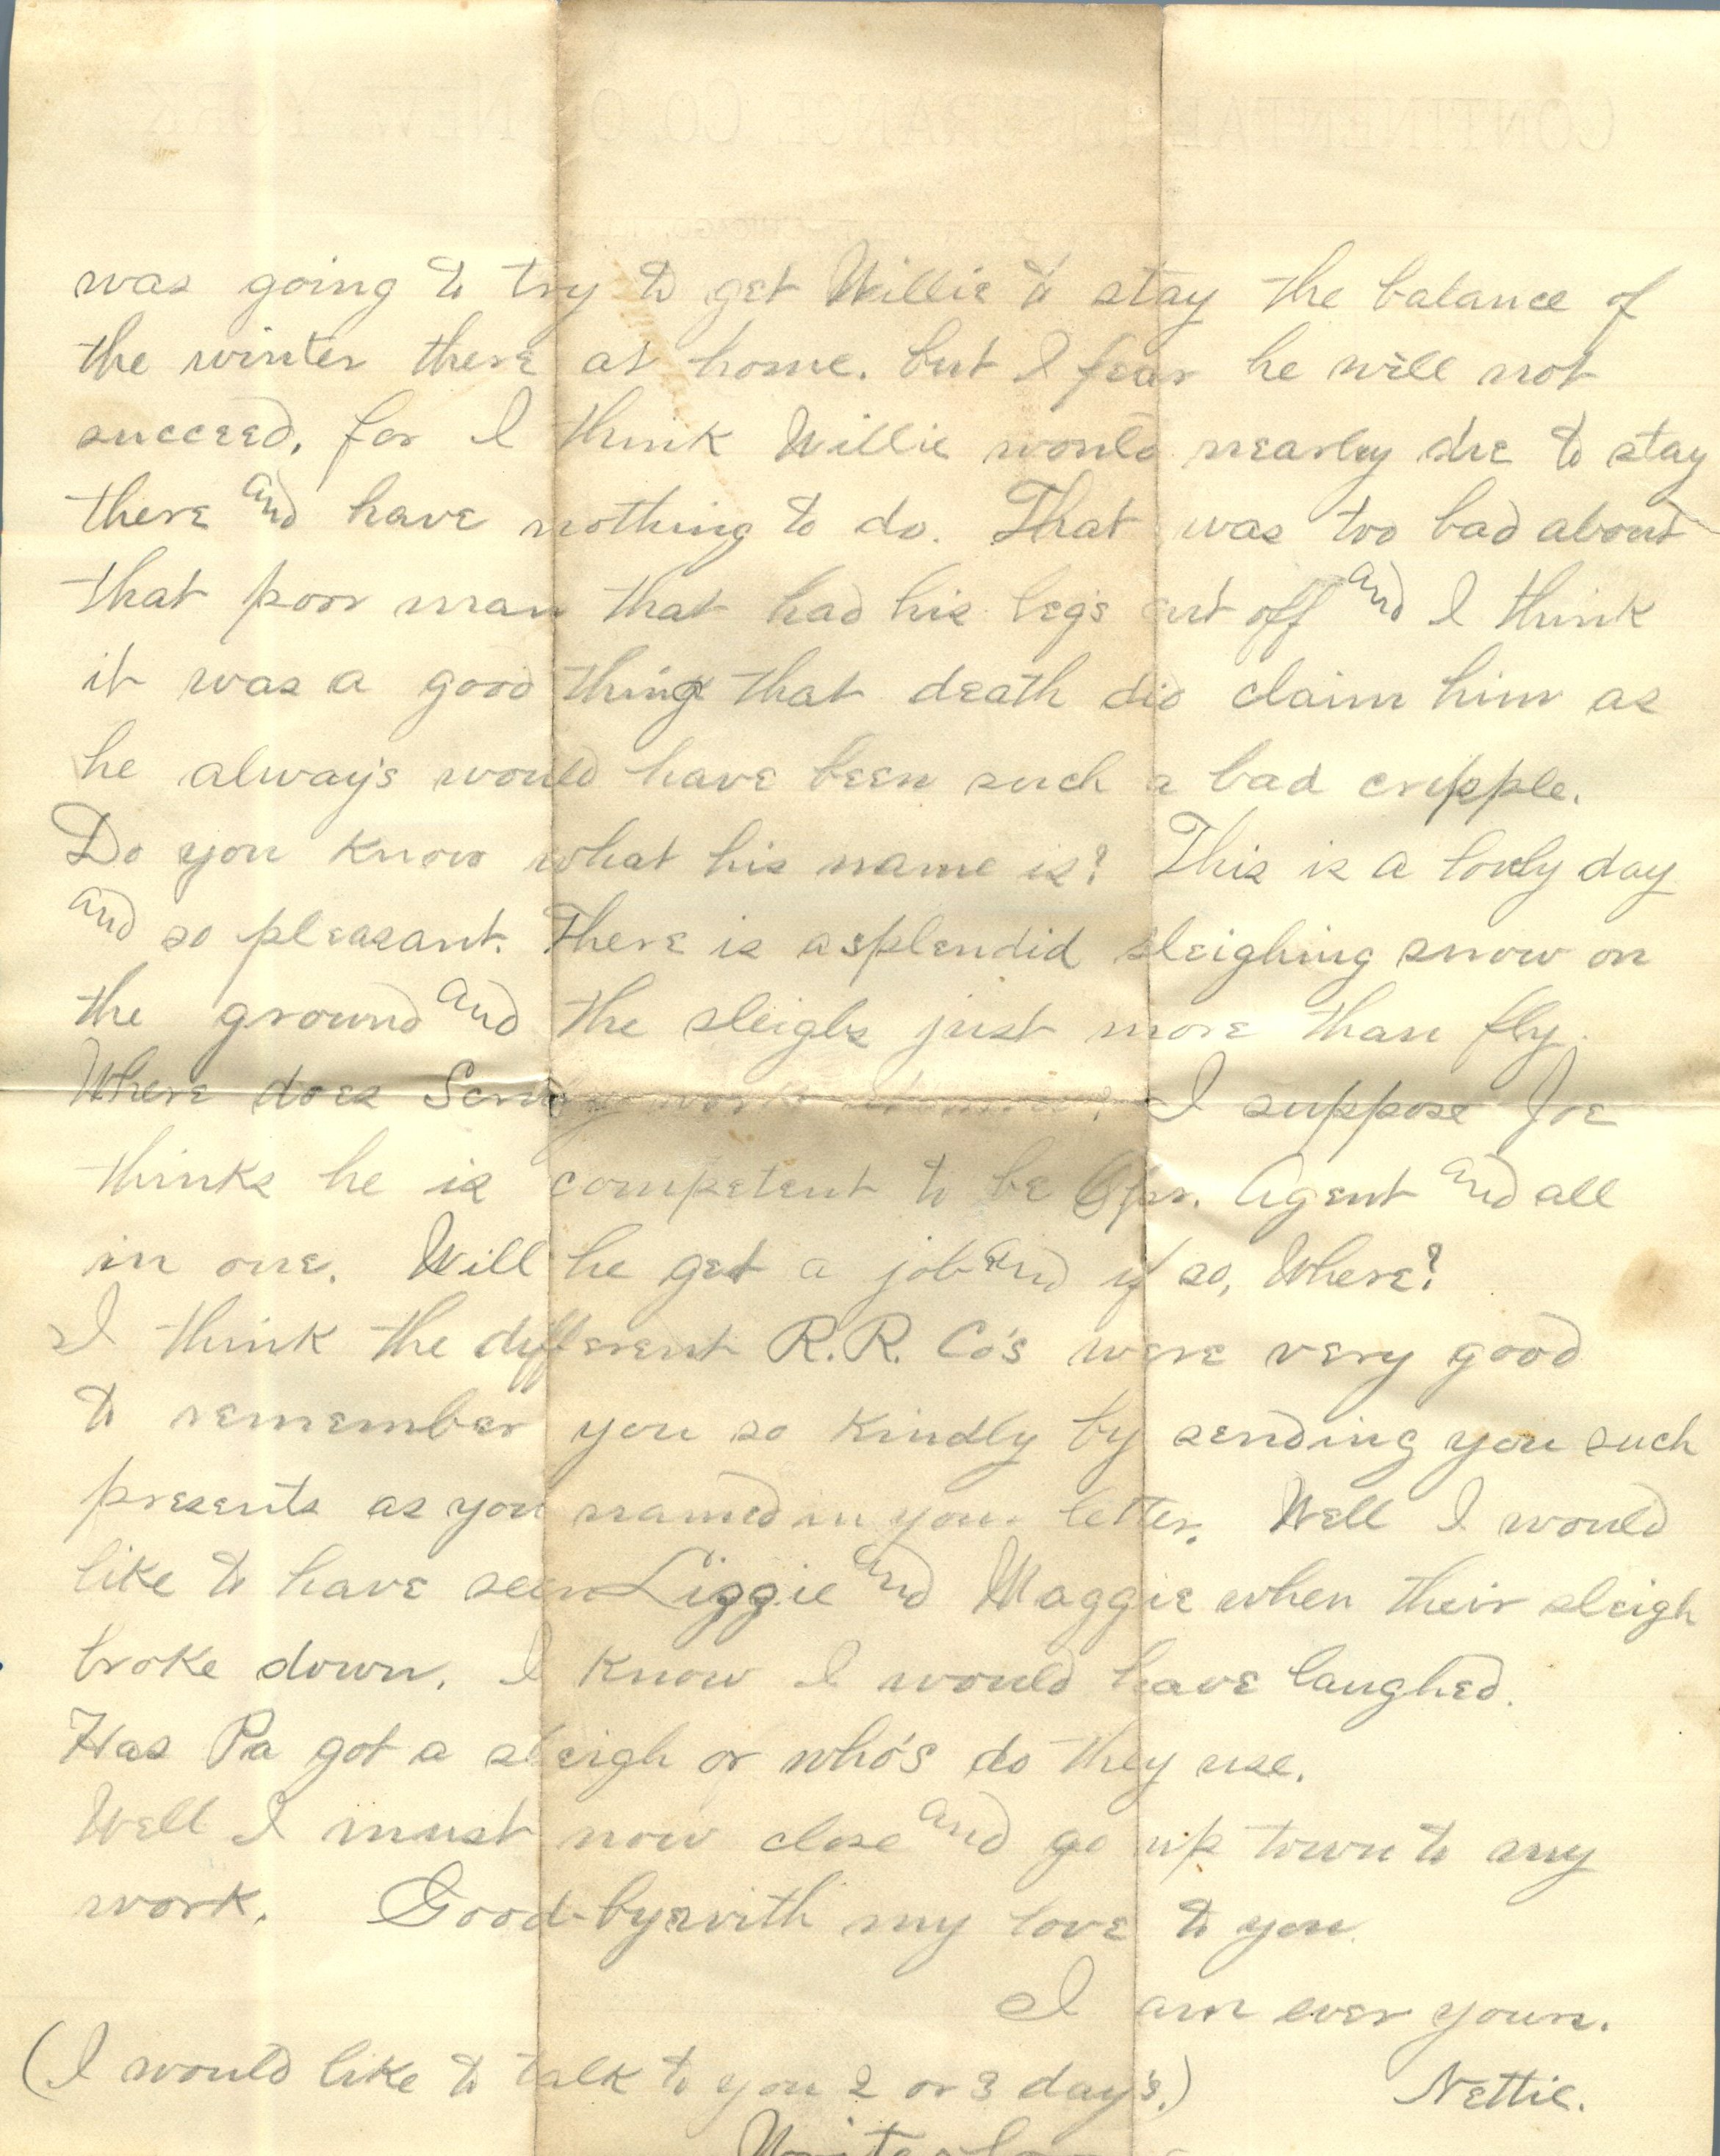 CONTINENTAL INSURANCE CO. OF NEW YORK
was going to try to get Willie to stay the balance of
the winter there at home. but I fear he will not
succeed, for I think Willie would nearley die to stay
there and have nothing to do. That was too bad about
that poor man that had his leg's cut off and I think
it was a good thing that death did claim him as
he alway's would have been such a bad cripple.
Do you know what his name is? This is a lovly day
and so pleasant. There is a splendid sleighing snow on
the ground and the sleighs just more than fly.
Where does work ? I suppose Joe
thinks he is competent to be Opr. Agent and all
in one. Will he get a job and if so, Where?
I think the different R.R. Co's were very good
to remember you so kindly by sending you such
presents as you named in your letter. Well I would
like to have seen Lizzie and Maggie when their sleigh
broke down. I know I would have laughed.
Has Pa got a sleigh or who's do they use.
Well I must now close and go up town to my
work. Good-bye with my love to you.
I am ever yours.
(I would like to talk to you 2 or 3 day's.) Nettie.
Write